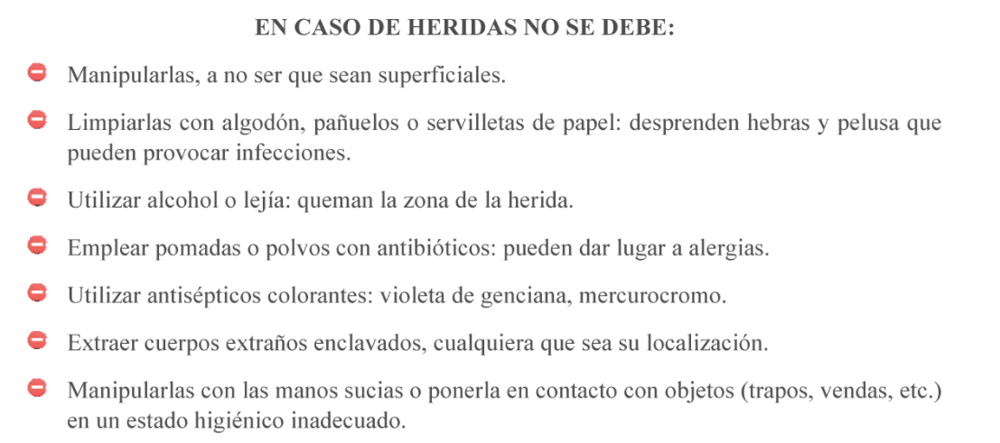 EN CASO DE HERIDAS NO SE DEBE:
Manipularlas, a no ser que sean superficiales.
Limpiarlas con algodón, pañuelos o servilletas de papel: desprenden hebras y pelusa que
pueden provocar infecciones.
Utilizar alcohol o lejía: queman la zona de la herida.
Emplear pomadas o polvos con antibióticos: pueden dar lugar a alergias.
Utilizar antisépticos colorantes: violeta de genciana, mercurocromo.
Extraer cuerpos extraños enclavados, cualquiera que sea su localización.
Manipularlas con las manos sucias o ponerla en contacto con objetos (trapos, vendas, etc.)
en un estado higiénico inadecuado.